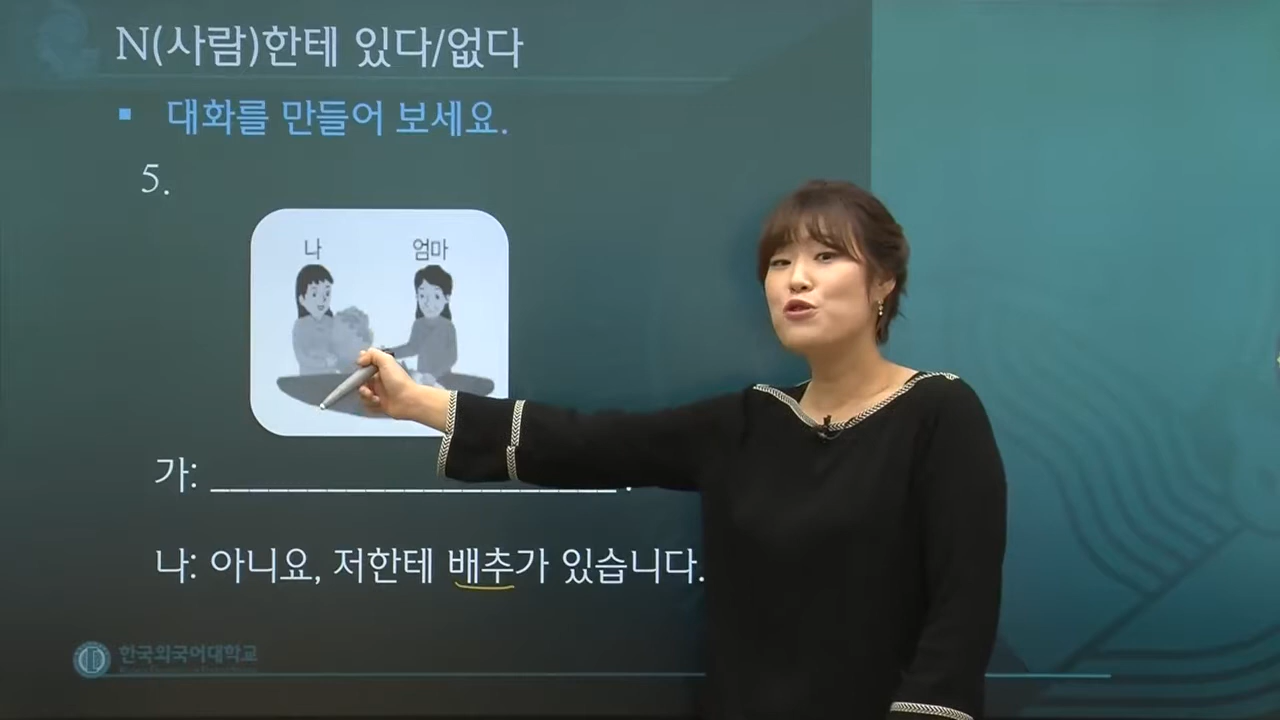 N(사람)한테 있다/없다
▪ 대화를 만들어 보세요.
5.
나 엄마
가: ______________________
나: 아니요, 저한테 배추가 있습니다.
한국외국어대학교